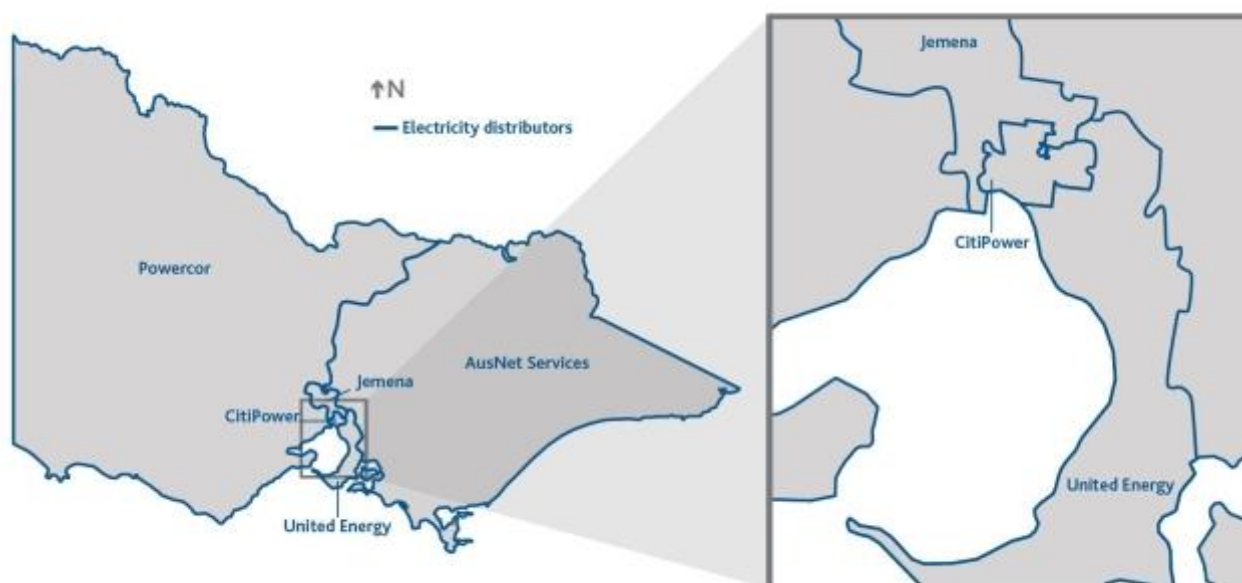 ↑N
Electricity distributors
Powercor
AusNet Services
Jemena
CitiPower
United Energy
Jemena
CitiPower
United Energy